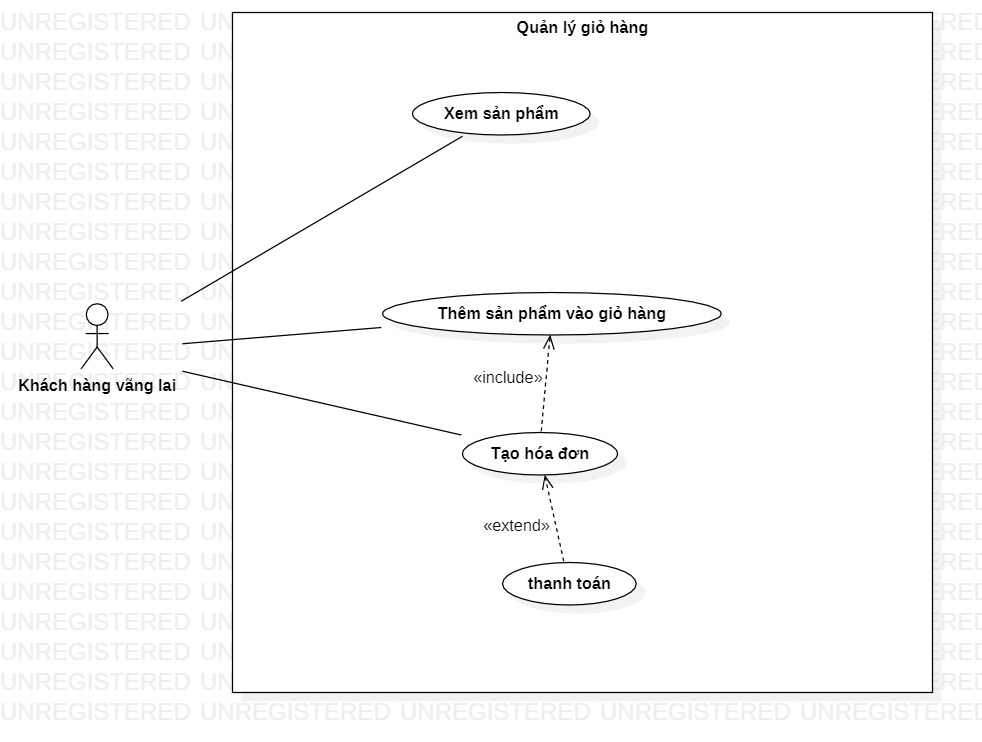 Quản lý giỏ hàng
Xem sản phẩm
Thêm sản phẩm vào giỏ hàng
«include»
Khách hàng vãng lai
Tạo hóa đơn
«extend»
thanh toán
UNREGISTERED UNREGISTERED UNREGISTERED UNREGISTERED UNREGISTERED